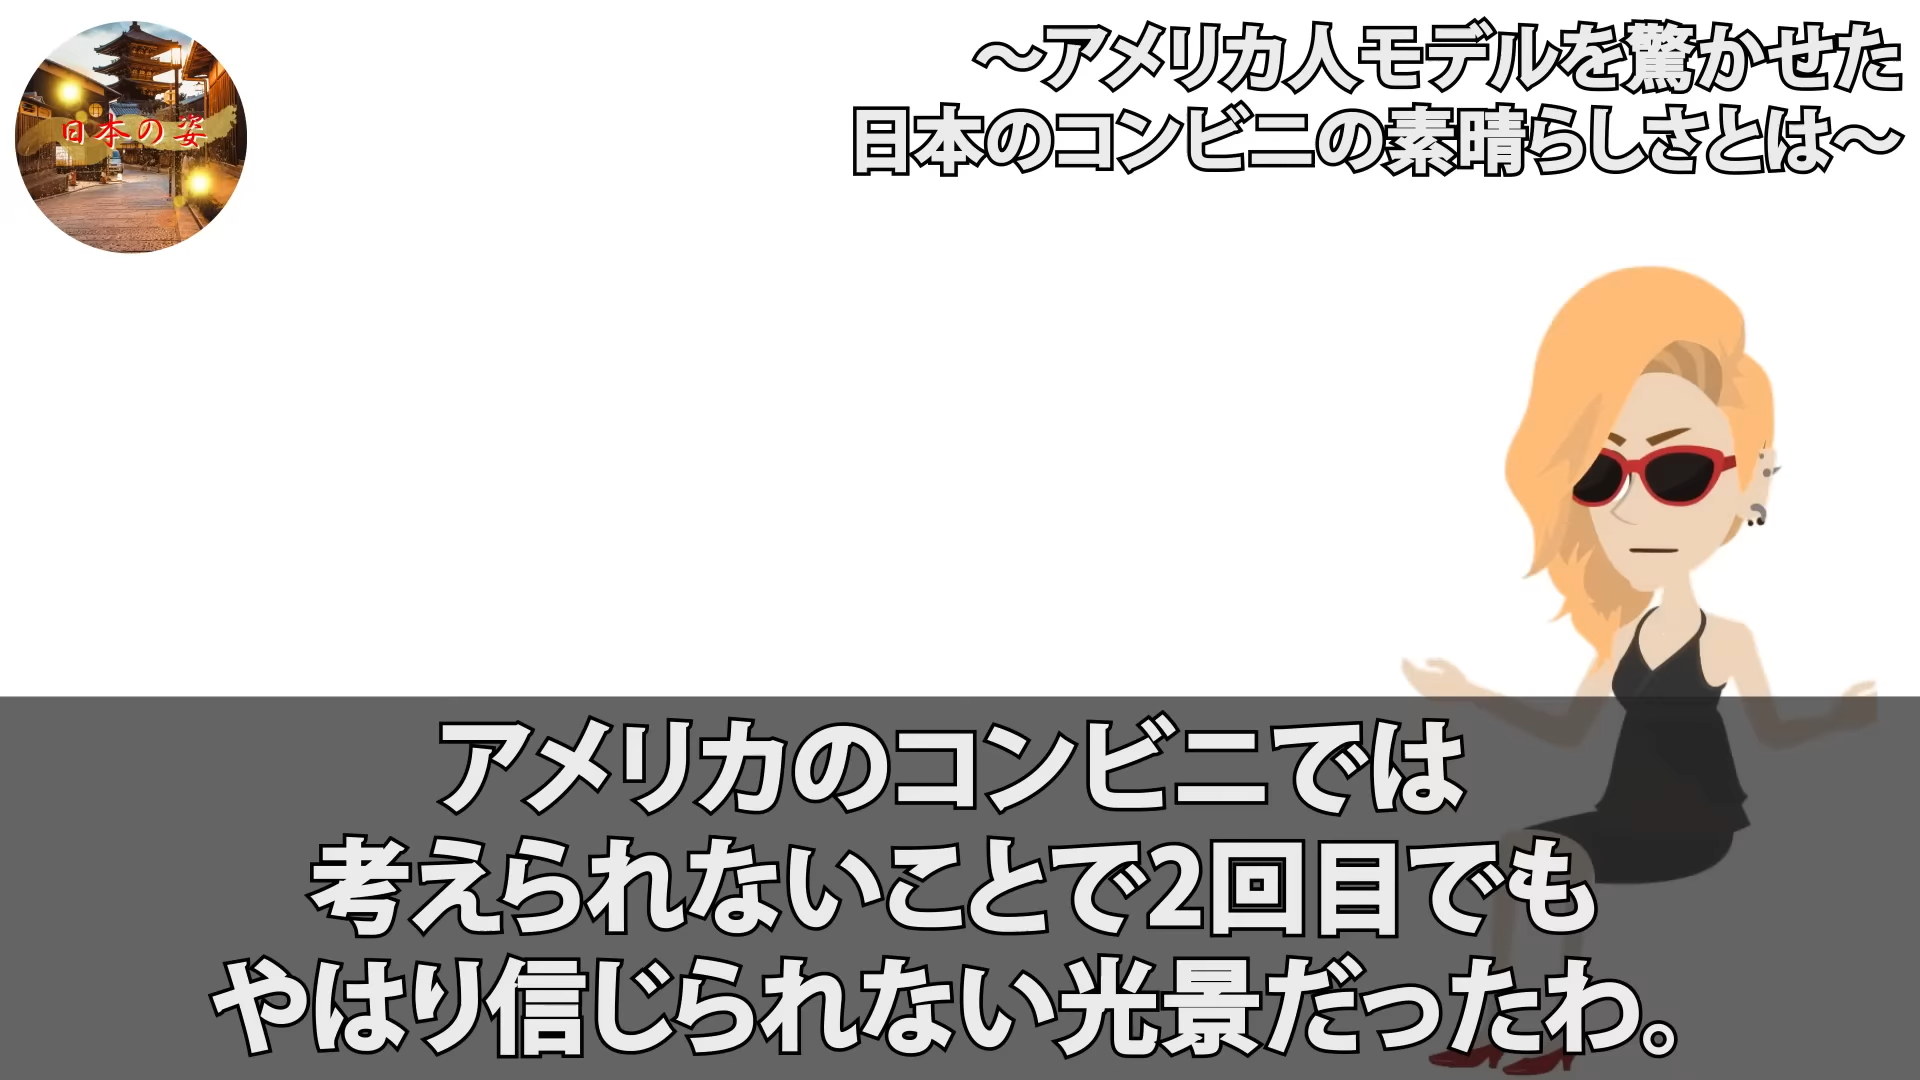 日本の姿
～アメリカ人モデルを驚かせた
日本のコンビニの素晴らしさとは～
アメリカのコンビニでは
考えられないことで2回目でも
やはり信じられない光景だったわ。